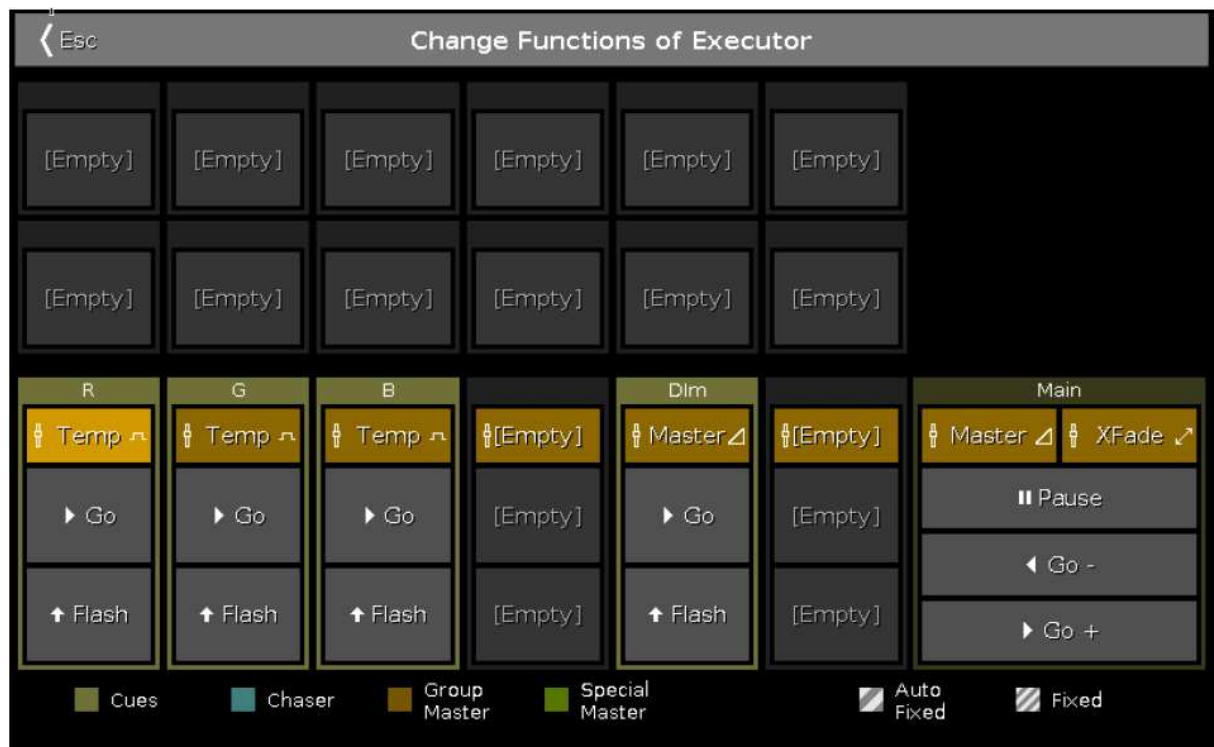 Esc
Change Functions of Executor
[Empty] [Empty] [Empty] [Empty] [Empty] [Empty]
[Empty] [Empty] [Empty] [Empty] [Empty] [Empty]
R G B DIm Main
Temp Temp Temp [Empty] Master [Empty] Master XFade
Go Go Go [Empty] Go [Empty] Pause
Go -
Flash Flash Flash [Empty] Flash [Empty] Go +
Cues Chaser Group Master Special Master Auto Fixed Fixed